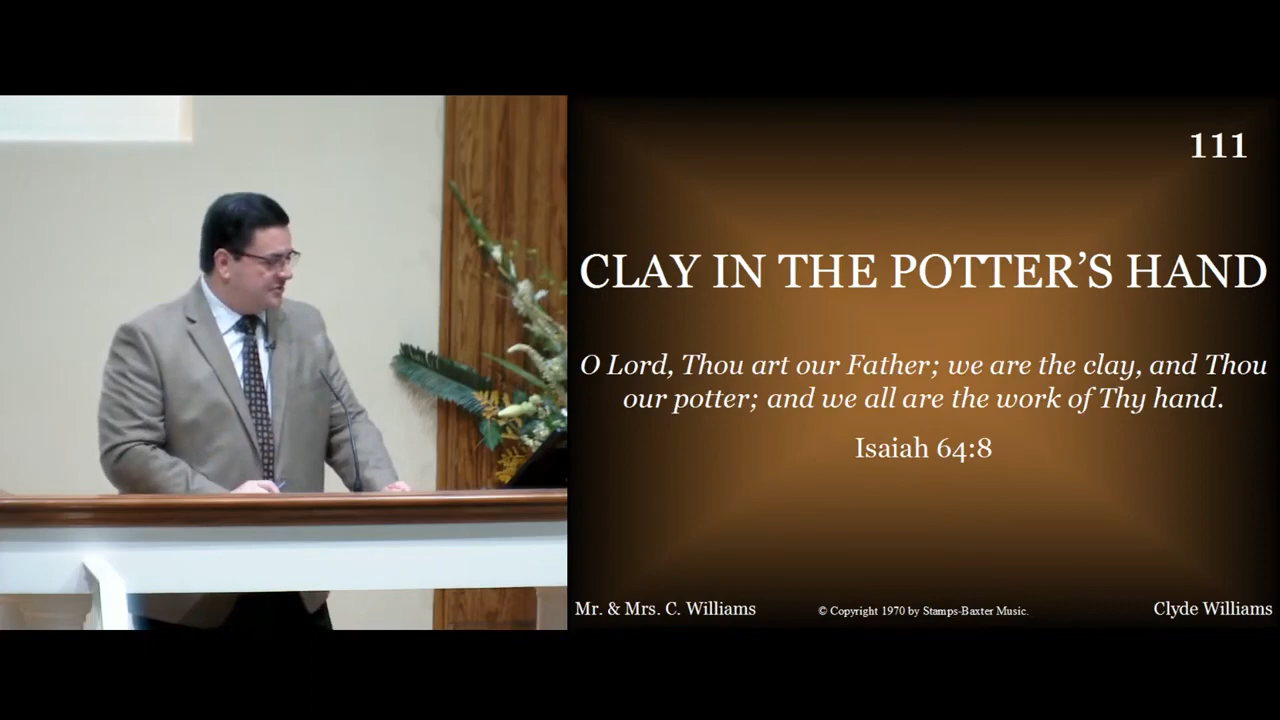 111
CLAY IN THE POTTER’S HAND
O Lord, Thou art our Father; we are the clay, and Thou
our potter; and we all are the work of Thy hand.
Isaiah 64:8
Mr. & Mrs. C. Williams
© Copyright 1970 by Stamps-Baxter Music.
Clyde Williams